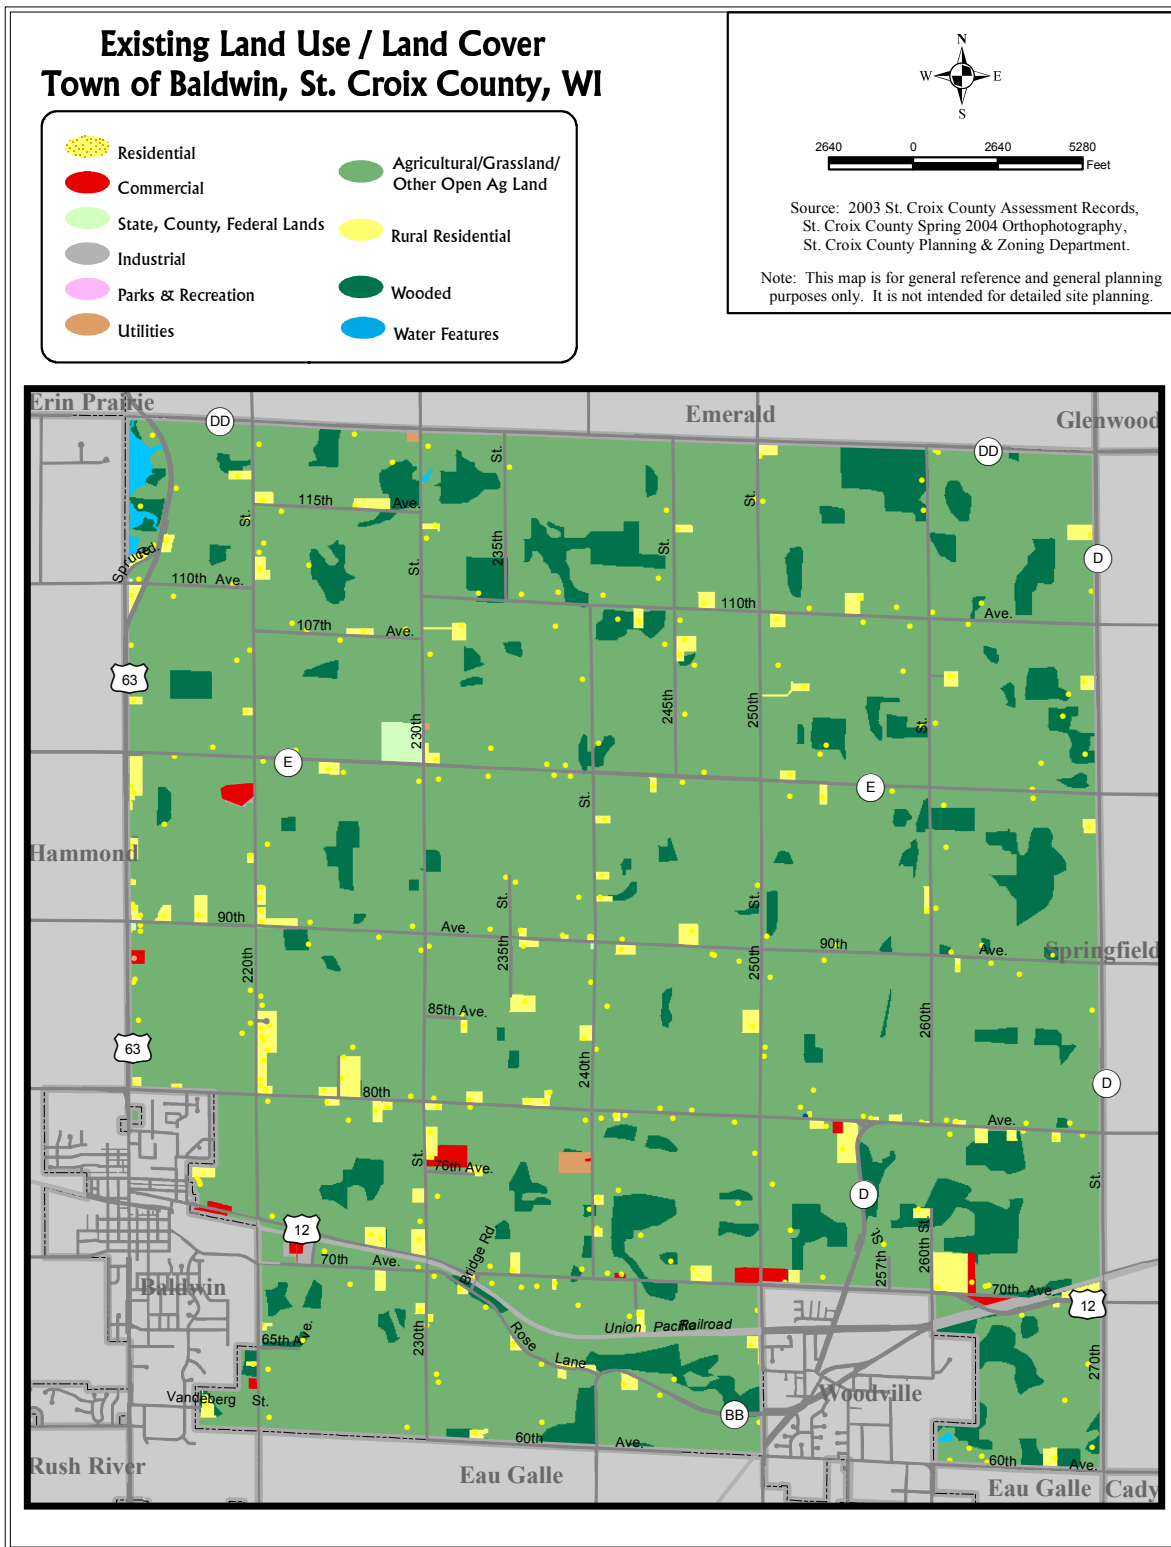 Existing Land Use / Land Cover
Town of Baldwin, St. Croix County, WI
Residential
Commercial
State, County, Federal Lands
Industrial
Parks & Recreation
Utilities
Agricultural/Grassland/
Other Open Ag Land
Rural Residential
Wooded
Water Features
N
W E
S
2640 0 2640 5280
Feet
Source: 2003 St. Croix County Assessment Records,
St. Croix County Spring 2004 Orthophotography,
St. Croix County Planning & Zoning Department.
Note: This map is for general reference and general planning
purposes only. It is not intended for detailed site planning.
Erin Prairie
Emerald
Glenwood
DD
DD
St.
115th Ave.
St.
St.
235th
St.
St.
D
Spruce Rd.
110th Ave.
St.
110th Ave.
107th Ave.
63
245th
250th
230th
St.
E
E
St.
Hammond
St.
St.
90th Ave.
90th Ave.
Springfield
220th
235th
250th
260th
85th Ave.
63
240th
D
80th Ave.
St.
76th Ave.
St.
D
12
Bridge Rd
St.
257th
260th St.
70th Ave.
70th Ave.
12
Baldwin
230th
Union Pacific Railroad
65th Ave.
Rose Lane
270th
Vandeberg St.
Woodville
BB
60th Ave.
60th Ave.
Rush River
Eau Galle
Eau Galle
Cady